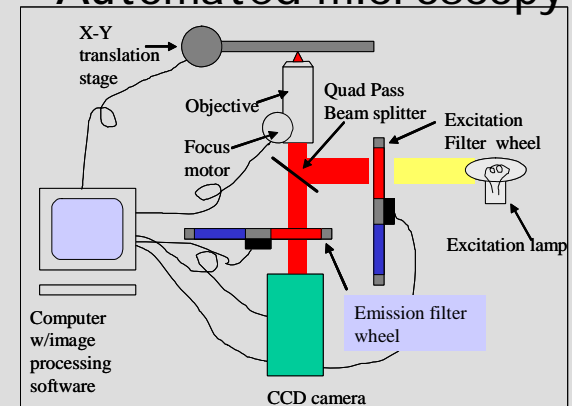 Automated microscopy
X-Y
translation
stage
Quad Pass
Beam splitter
Objective
Excitation
Filter wheel
Focus
motor
Excitation lamp
Emission filter
wheel
Computer
w/image
processing
software
CCD camera